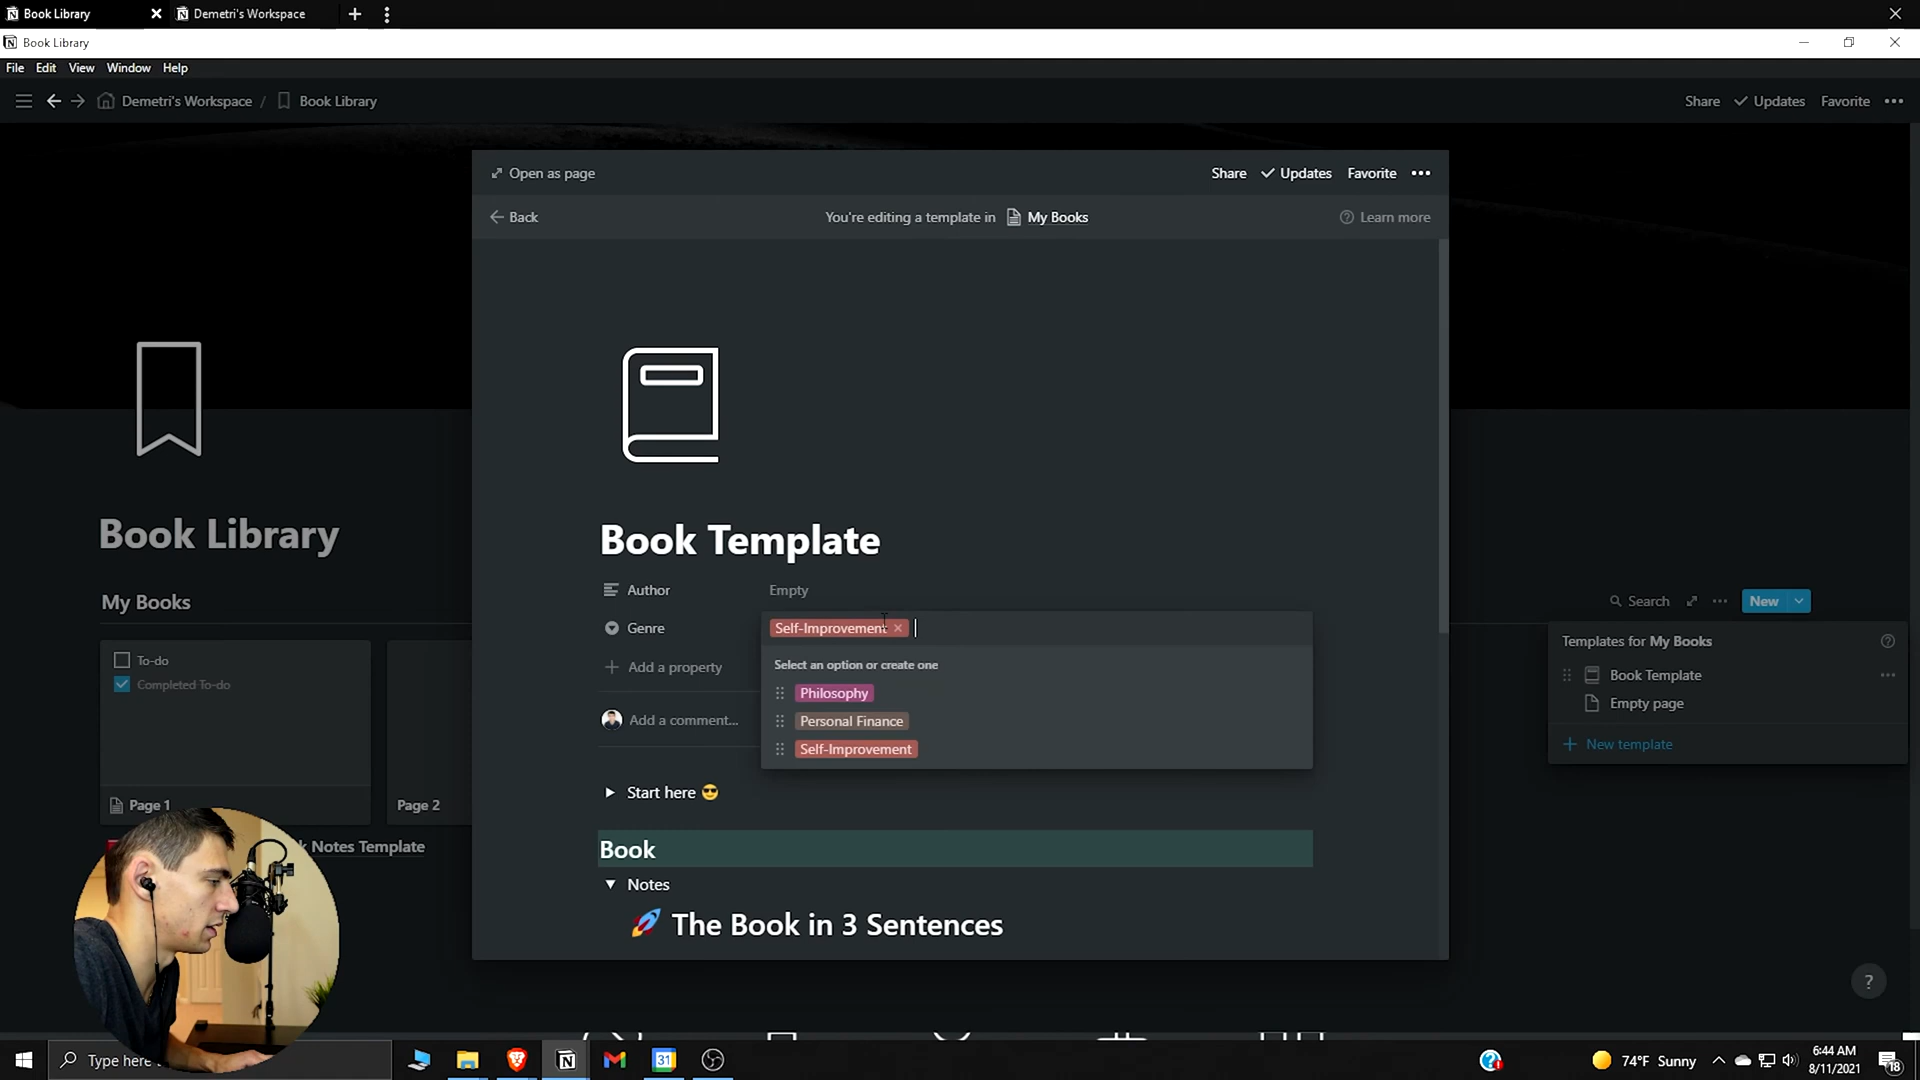 Book Library
Demetri's Workspace
Book Library
File Edit View Window Help
Demetri's Workspace / Book Library
Share Updates Favorite
Open as page
Share Updates Favorite
Back
You're editing a template in My Books
Learn more
Book Library
My Books
To-do
Completed To-do
Page 1
Page 2
Notes Template
Book Template
Author Empty
Genre Self-Improvement
Add a property
Select an option or create one
Philosophy
Personal Finance
Self-Improvement
Add a comment...
Start here 😎
Book
Notes
🚀 The Book in 3 Sentences
Search New
Templates for My Books
Book Template
Empty page
New template
?
Type here
31
74°F Sunny
6:44 AM
8/11/2021
18